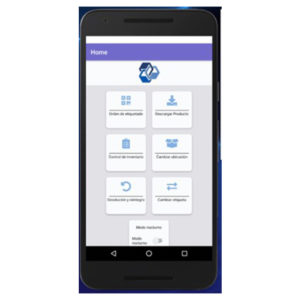 Home
Orden de etiquetado
Descargar Producto
Control de inventario
Cambiar ubicación
Devolución y reintegro
Cambiar etiqueta
Modo nocturno
Modo
nocturno